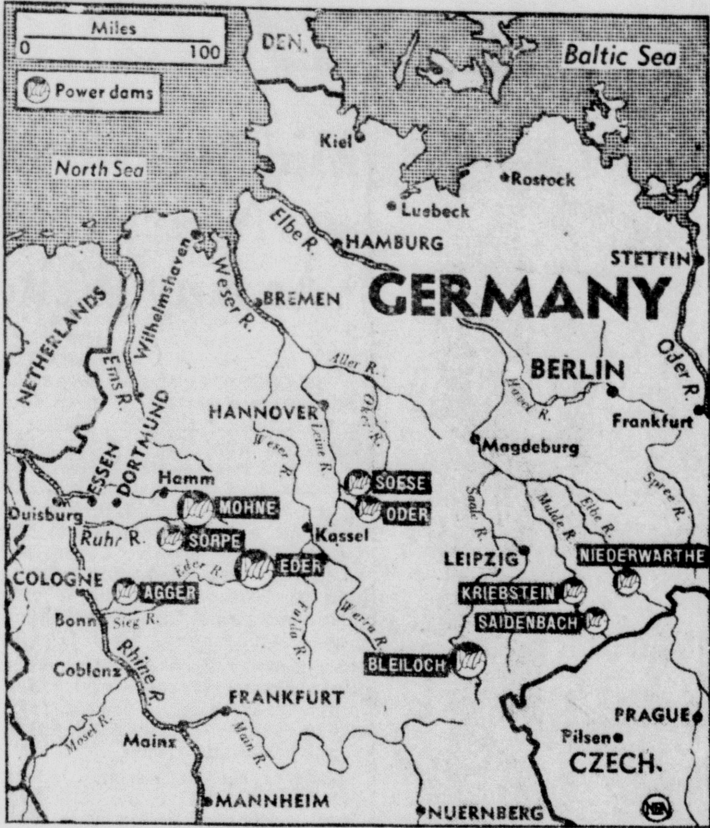 Miles
0 100
Power dams
DEN.
Baltic Sea
Kiel
North Sea
Rostock
Luebeck
Elbe R.
HAMBURG
STETTIN
Wilhelmshaven
Weser R.
BREMEN
GERMANY
NETHERLANDS
Ems R.
Oder R.
Aller R.
BERLIN
Havel R.
HANNOVER
Leine R.
Oker R.
Frankfurt
Weser R.
Magdeburg
ESSEN
DORTMUND
Hamm
SOESE
Spree R.
Duisburg
MOHNE
ODER
Saale R.
Mulde R.
Elbe R.
Ruhr R.
SORPE
Kassel
LEIPZIG
NIEDERWARTHE
EDER
Eder R.
COLOGNE
AGGER
KRIEBSTEIN
Bonn
Sieg R.
Fulda R.
Werra R.
SAIDENBACH
Coblenz
Rhine R.
BLEILOCH
FRANKFURT
Mosel R.
Mainz
Main R.
PRAGUE
Pilsen
CZECH.
MANNHEIM
NUERNBERG
NEA